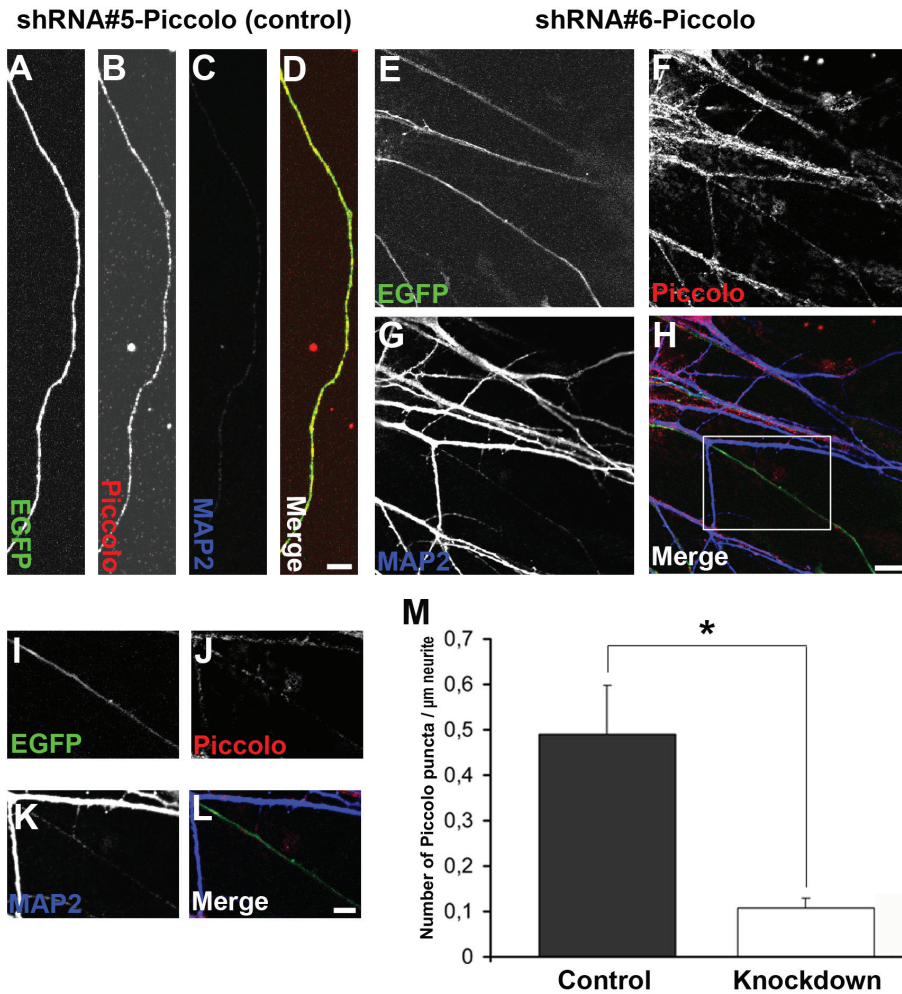 shRNA#5-Piccolo (control)
shRNA#6-Piccolo
A
B
C
D
E
F
EGFP
Piccolo
MAP2
Merge
EGFP
Piccolo
G
H
MAP2
Merge
I
J
EGFP
Piccolo
K
L
MAP2
Merge
M
Number of Piccolo puncta / µm neurite
0,7
0,6
0,5
0,4
0,3
0,2
0,1
0
*
Control
Knockdown